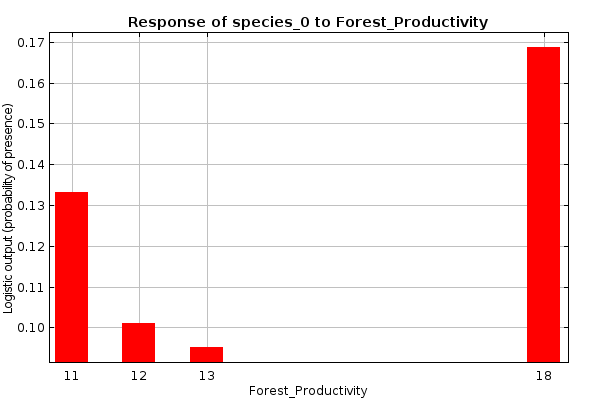 Response of species_0 to Forest_Productivity
Logistic output (probability of presence)
0.17
0.16
0.15
0.14
0.13
0.12
0.11
0.10
11 12 13 18
Forest_Productivity